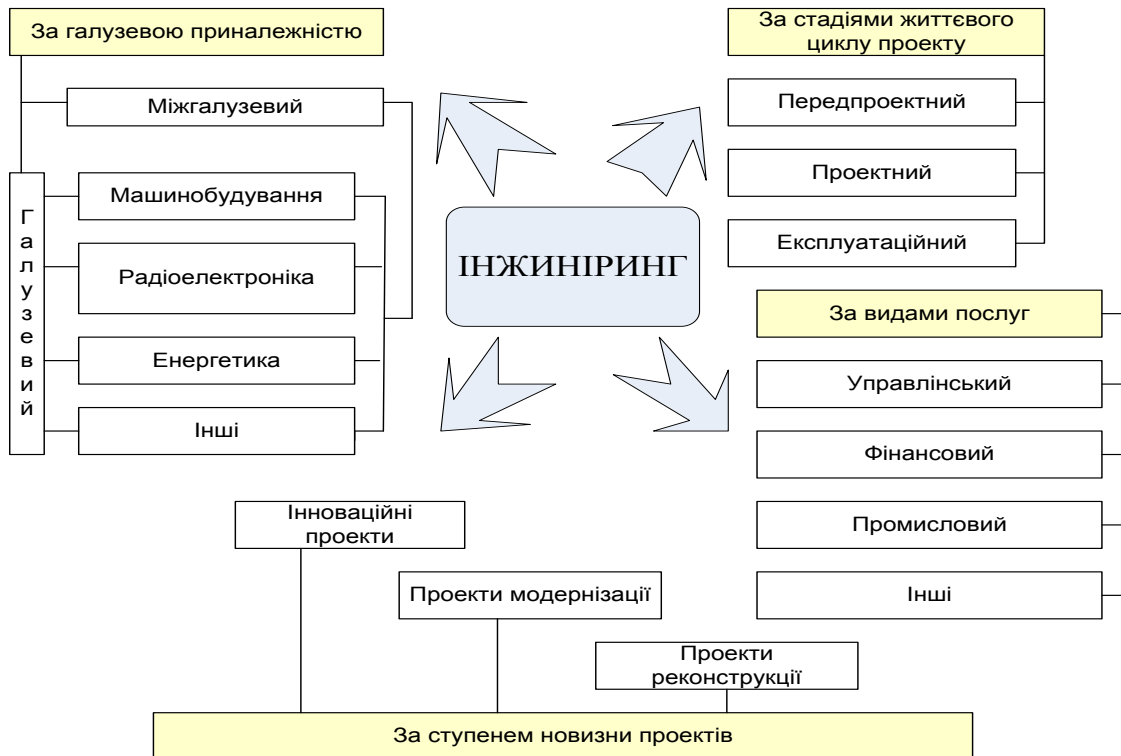 За галузевою приналежністю
Міжгалузевий
Галузевий
Машинобудування
Радіоелектроніка
Енергетика
Інші
ІНЖИНІРИНГ
За стадіями життєвого
циклу проекту
Передпроектний
Проектний
Експлуатаційний
За видами послуг
Управлінський
Фінансовий
Промисловий
Інші
Інноваційні
проекти
Проекти модернізації
Проекти
реконструкції
За ступенем новизни проектів